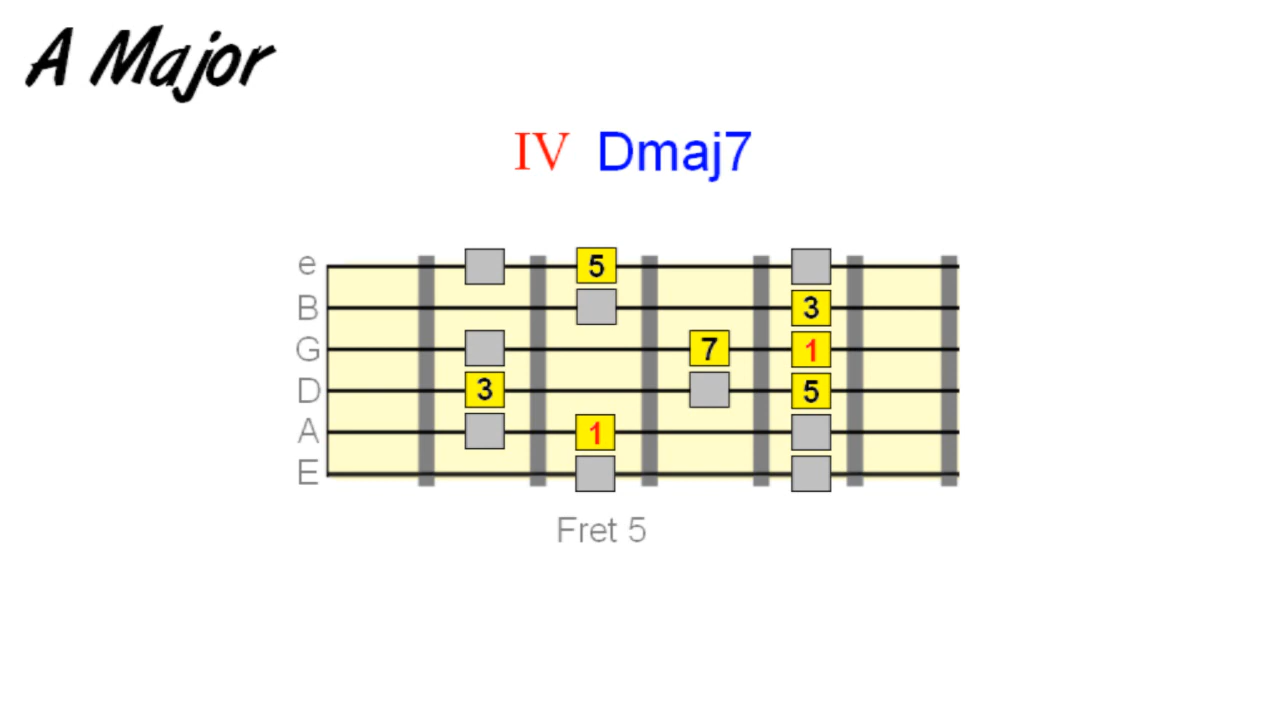 A Major
IV Dmaj7
e 5
B 3
G 7 1
D 3 5
A 1
E
Fret 5